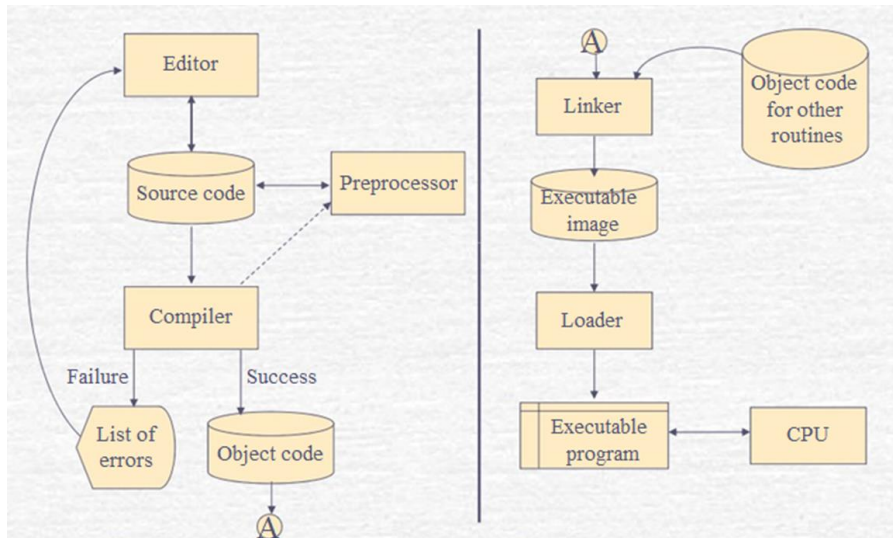 Editor
Source code
Preprocessor
Compiler
Failure
Success
List of
errors
Object code
A
A
Linker
Object code
for other
routines
Executable
image
Loader
Executable
program
CPU